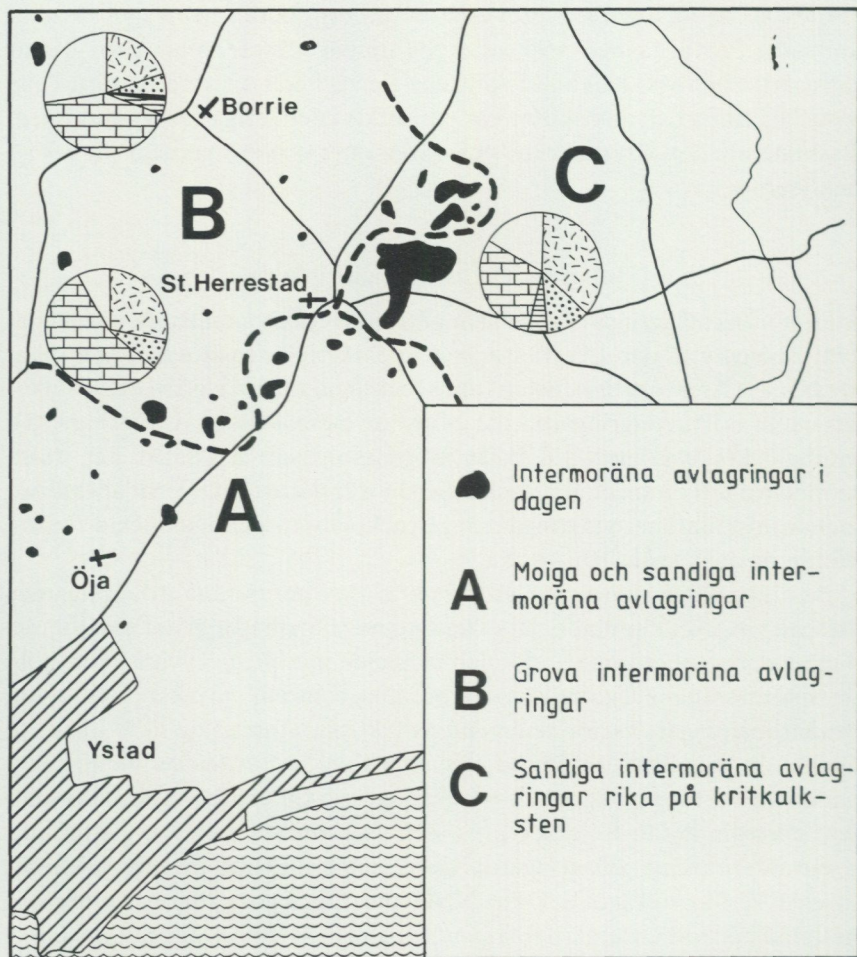 Borrie
B
C
St.Herrestad
A
Öja
Ystad
Intermoräna avlagringar i
dagen
A
Moiga och sandiga inter-
moräna avlagringar
B
Grova intermoräna avlag-
ringar
C
Sandiga intermoräna avlag-
ringar rika på kritkalk-
sten